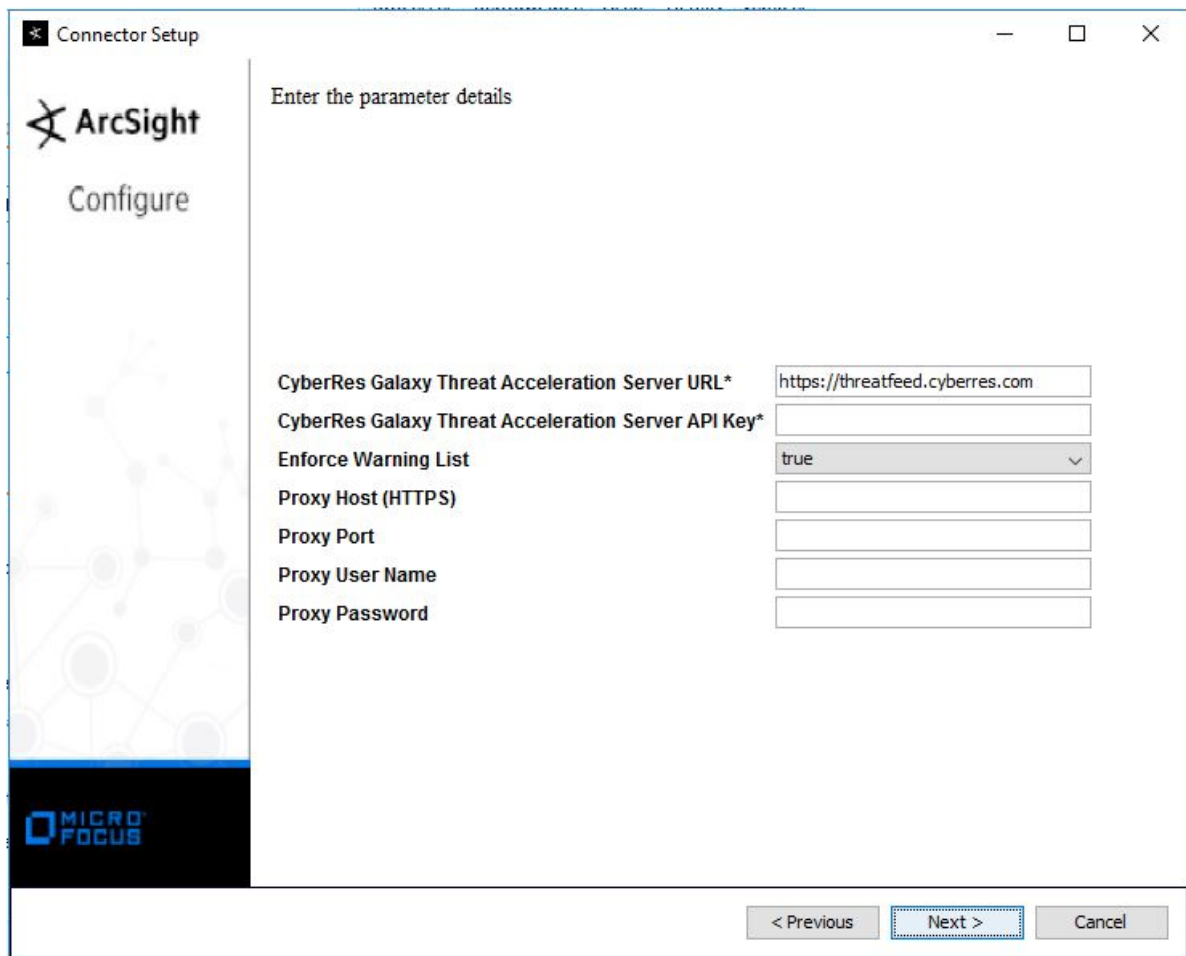 Connector Setup
ArcSight
Configure
Enter the parameter details
CyberRes Galaxy Threat Acceleration Server URL* https://threatfeed.cyberres.com
CyberRes Galaxy Threat Acceleration Server API Key*
Enforce Warning List true
Proxy Host (HTTPS)
Proxy Port
Proxy User Name
Proxy Password
MICRO
FOCUS
< Previous Next > Cancel